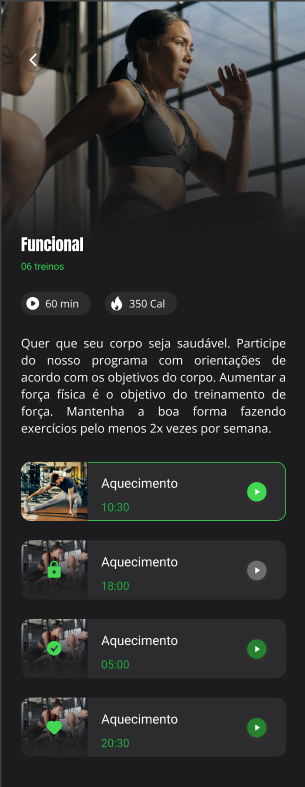 Funcional
06 treinos
60 min
350 Cal
Quer que seu corpo seja saudável. Participe
do nosso programa com orientações de
acordo com os objetivos do corpo. Aumentar a
força física é o objetivo do treinamento de
força. Mantenha a boa forma fazendo
exercícios pelo menos 2x vezes por semana.
Aquecimento
10:30
Aquecimento
18:00
Aquecimento
05:00
Aquecimento
20:30